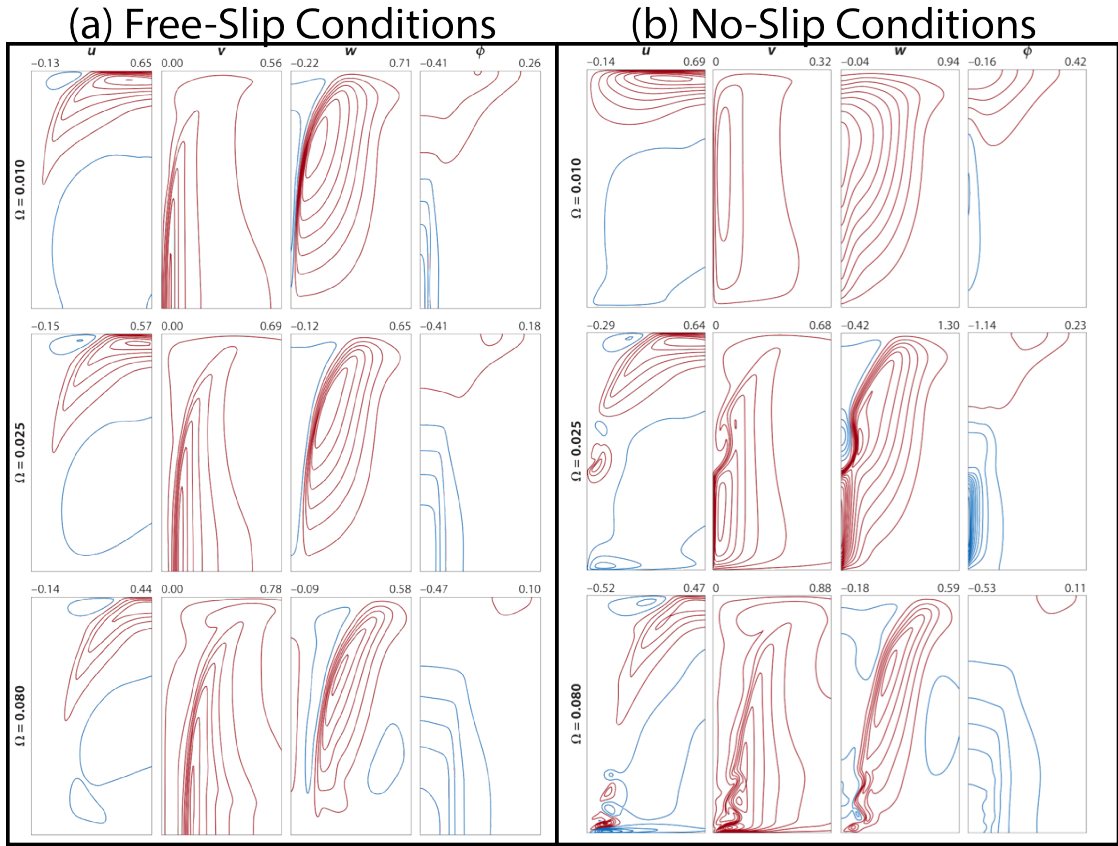 (a) Free-Slip Conditions (b) No-Slip Conditions
u v w ϕ u v w ϕ
−0.13 0.65 0.00 0.56 −0.22 0.71 −0.41 0.26 −0.14 0.69 0 0.32 −0.04 0.94 −0.16 0.42
Ω = 0.010 Ω = 0.010
−0.15 0.57 0.00 0.69 −0.12 0.65 −0.41 0.18 −0.29 0.64 0 0.68 −0.42 1.30 −1.14 0.23
Ω = 0.025 Ω = 0.025
−0.14 0.44 0.00 0.78 −0.09 0.58 −0.47 0.10 −0.52 0.47 0 0.88 −0.18 0.59 −0.53 0.11
Ω = 0.080 Ω = 0.080